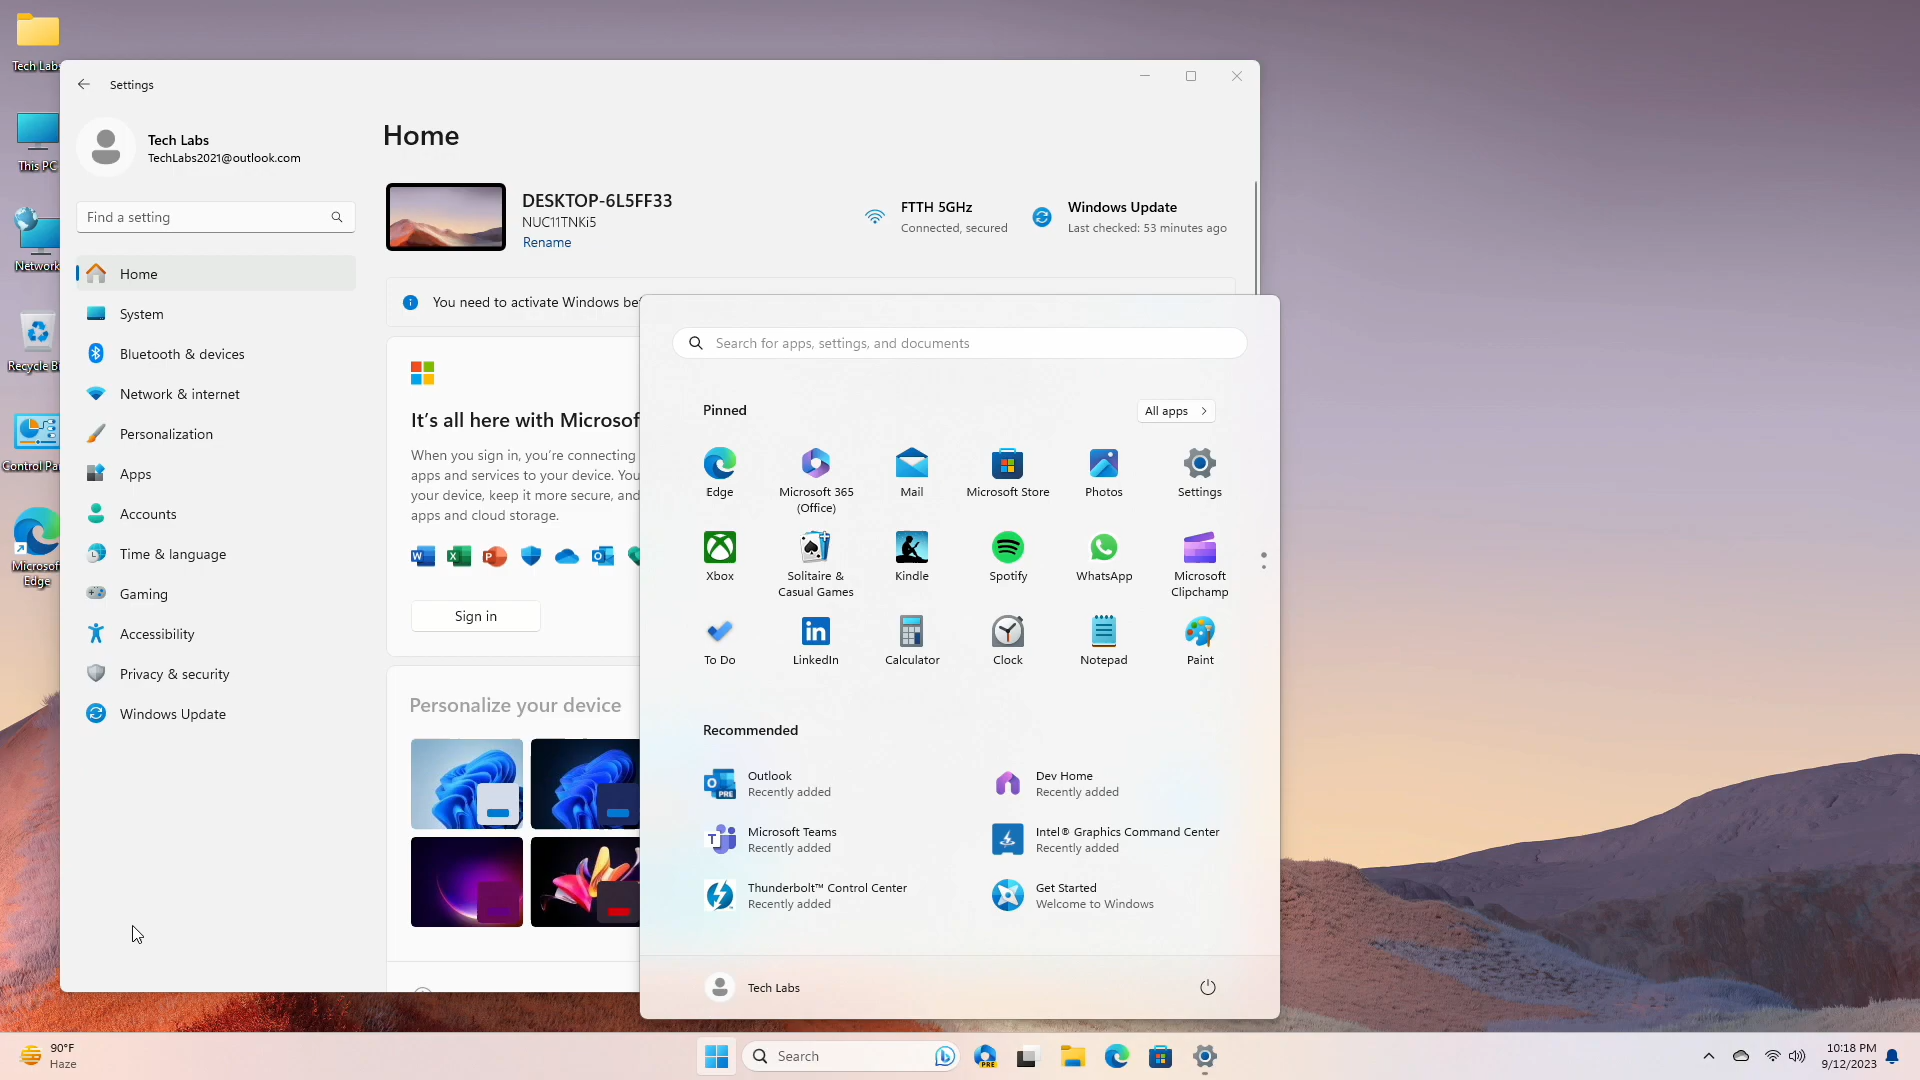 Tech Labs
This PC
Network
Recycle B
Control Pa
Microsof
Edge
Settings
Tech Labs
TechLabs2021@outlook.com
Find a setting
Home
System
Bluetooth & devices
Network & internet
Personalization
Apps
Accounts
Time & language
Gaming
Accessibility
Privacy & security
Windows Update
Home
DESKTOP-6L5FF33
NUC11TNKi5
Rename
FTTH 5GHz
Connected, secured
Windows Update
Last checked: 53 minutes ago
You need to activate Windows be
It's all here with Microsof
When you sign in, you're connecting
apps and services to your device. You
your device, keep it more secure, and
apps and cloud storage.
Sign in
Personalize your device
Search for apps, settings, and documents
Pinned
All apps
Edge
Microsoft 365
(Office)
Mail
Microsoft Store
Photos
Settings
Xbox
Solitaire &
Casual Games
Kindle
Spotify
WhatsApp
Microsoft
Clipchamp
To Do
LinkedIn
Calculator
Clock
Notepad
Paint
Recommended
Outlook
Recently added
Dev Home
Recently added
Microsoft Teams
Recently added
Intel® Graphics Command Center
Recently added
Thunderbolt™ Control Center
Recently added
Get Started
Welcome to Windows
Tech Labs
90°F
Haze
Search
PRE
10:18 PM
9/12/2023